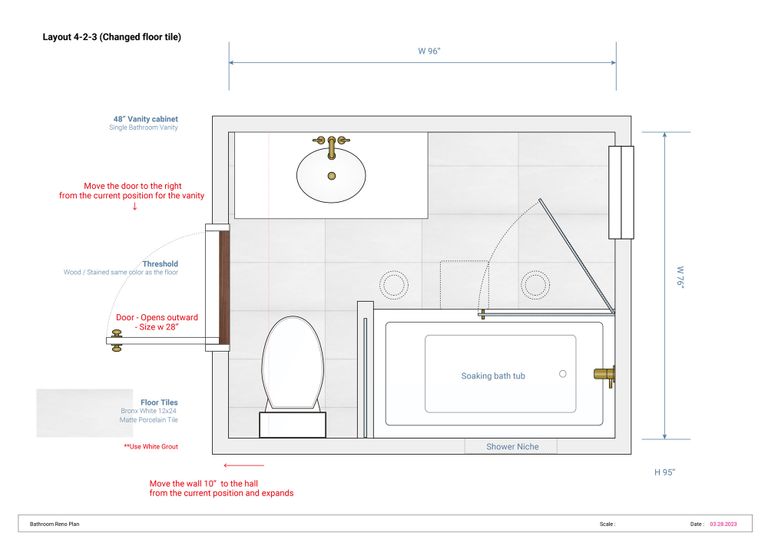 Layout 4-2-3 (Changed floor tile)
W 96”
48” Vanity cabinet
Single Bathroom Vanity
Move the door to the right
from the current position for the vanity
↓
Threshold
Wood / Stained same color as the floor
W 76”
Door - Opens outward
- Size w 28”
Soaking bath tub
Floor Tiles
Bronx White 12x24
Matte Porcelain Tile
**Use White Grout
Shower Niche
H 95”
Move the wall 10”  to the hall
from the current position and expands
Bathroom Reno Plan
Scale :
Date : 03.29.2023